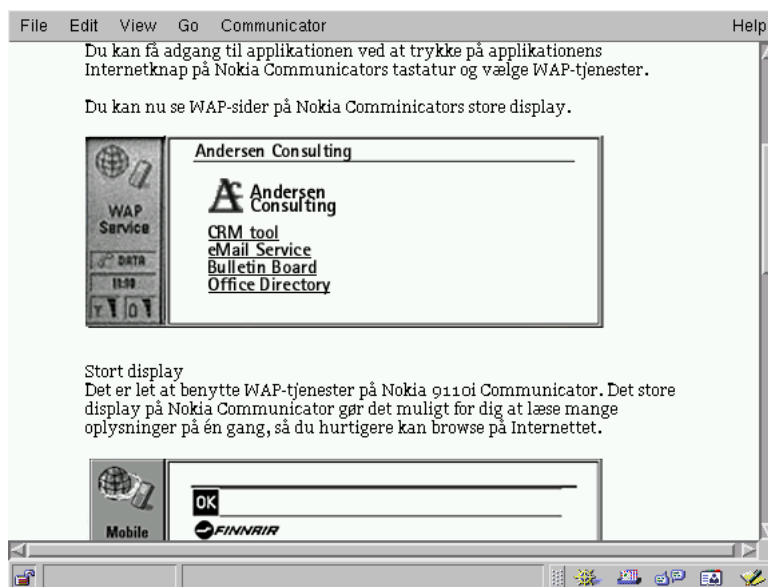 File Edit View Go Communicator Help
Du kan få adgang til applikationen ved at trykke på applikationens
Internetknap på Nokia Communicators tastatur og vælge WAP-tjenester.
Du kan nu se WAP-sider på Nokia Comminicators store display.
Andersen Consulting
Andersen
Consulting
WAP
Service
CRM tool
eMail Service
Bulletin Board
Office Directory
DATA
Stort display
Det er let at benytte WAP-tjenester på Nokia 9110i Communicator. Det store
display på Nokia Communicator gør det muligt for dig at læse mange
oplysninger på én gang, så du hurtigere kan browse på Internettet.
OK
Mobile
FINNAIR